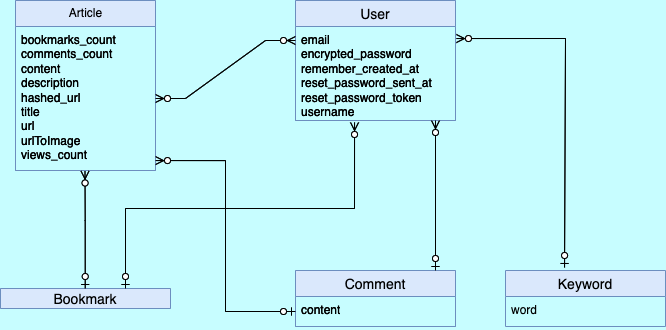 Article
bookmarks_count
comments_count
content
description
hashed_url
title
url
urlToImage
views_count
User
email
encrypted_password
remember_created_at
reset_password_sent_at
reset_password_token
username
Bookmark
Comment
content
Keyword
word